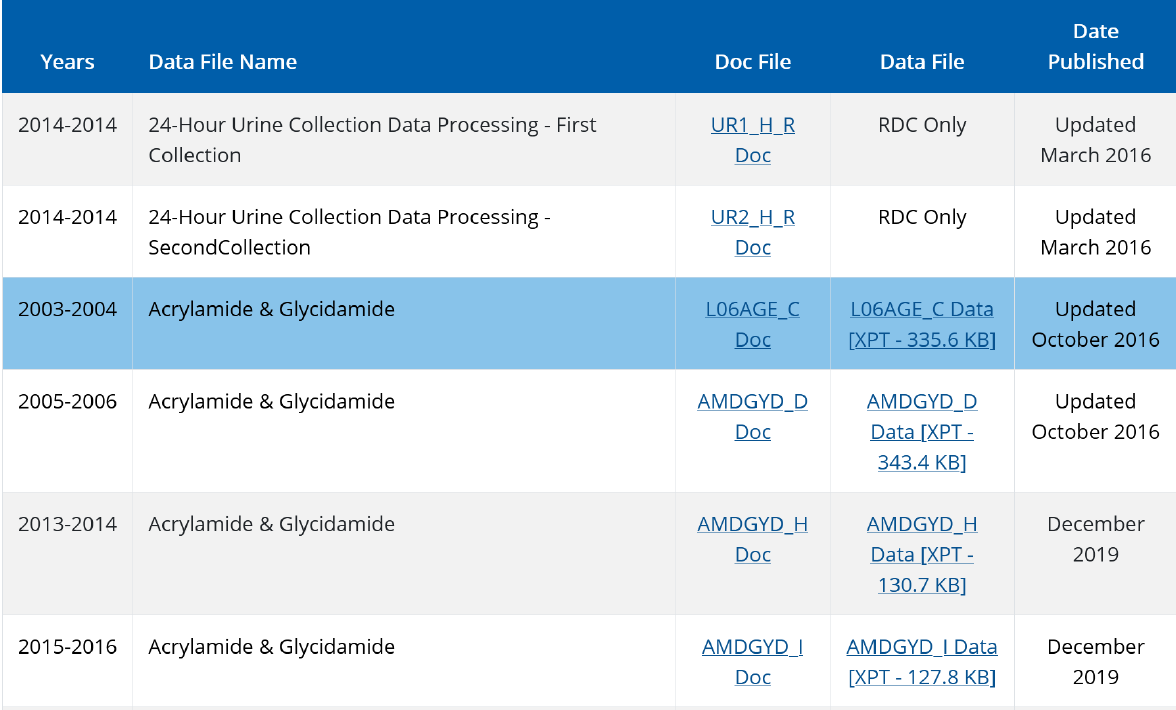 Years Data File Name Doc File Data File Date Published
2014-2014 24-Hour Urine Collection Data Processing - First
Collection UR1_H_R
Doc RDC Only Updated
March 2016
2014-2014 24-Hour Urine Collection Data Processing -
SecondCollection UR2_H_R
Doc RDC Only Updated
March 2016
2003-2004 Acrylamide & Glycidamide L06AGE_C
Doc L06AGE_C Data
[XPT - 335.6 KB] Updated
October 2016
2005-2006 Acrylamide & Glycidamide AMDGYD_D
Doc AMDGYD_D
Data [XPT -
343.4 KB] Updated
October 2016
2013-2014 Acrylamide & Glycidamide AMDGYD_H
Doc AMDGYD_H
Data [XPT -
130.7 KB] December
2019
2015-2016 Acrylamide & Glycidamide AMDGYD_I
Doc AMDGYD_I Data
[XPT - 127.8 KB] December
2019